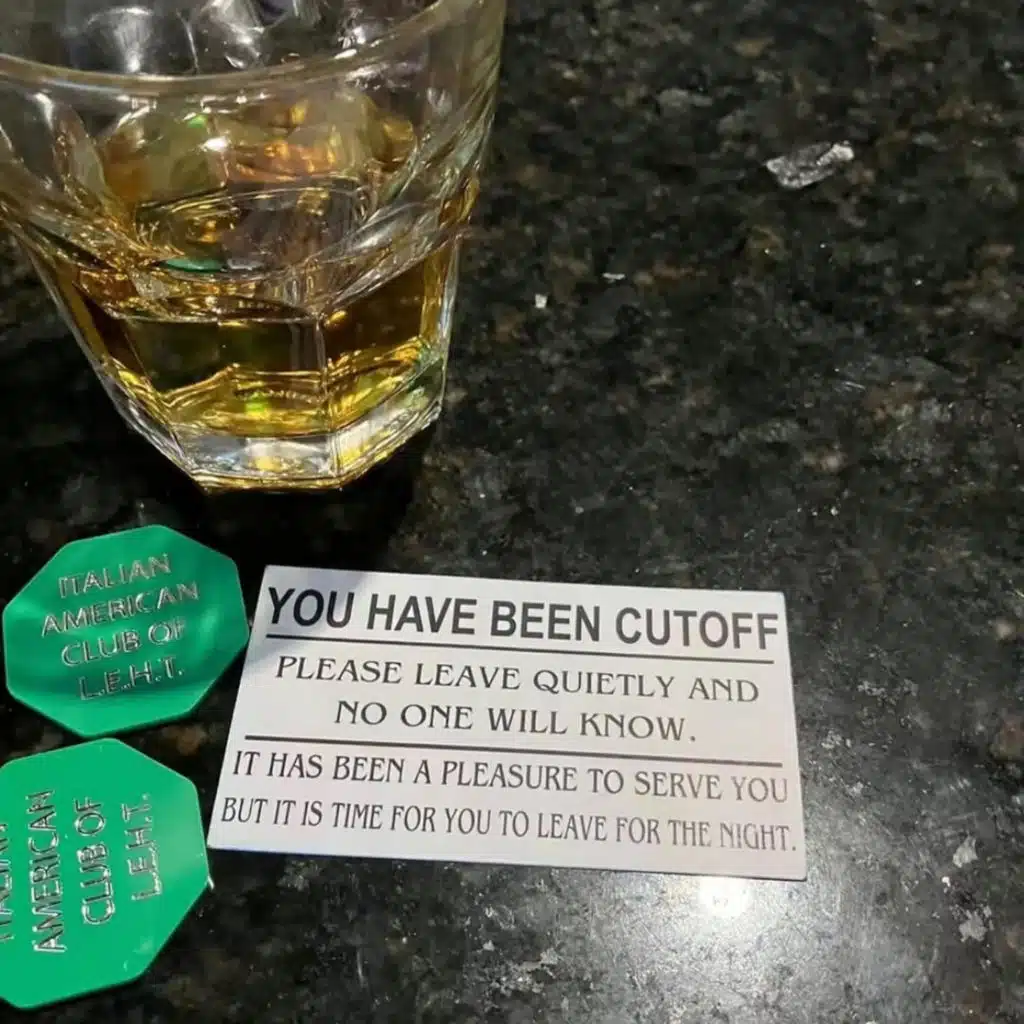 ITALIAN
AMERICAN
CLUB OF
L.E.H.T.
YOU HAVE BEEN CUTOFF
PLEASE LEAVE QUIETLY AND
NO ONE WILL KNOW.
IT HAS BEEN A PLEASURE TO SERVE YOU
BUT IT IS TIME FOR YOU TO LEAVE FOR THE NIGHT.
AMERICAN
CLUB OF
L.E.H.T.